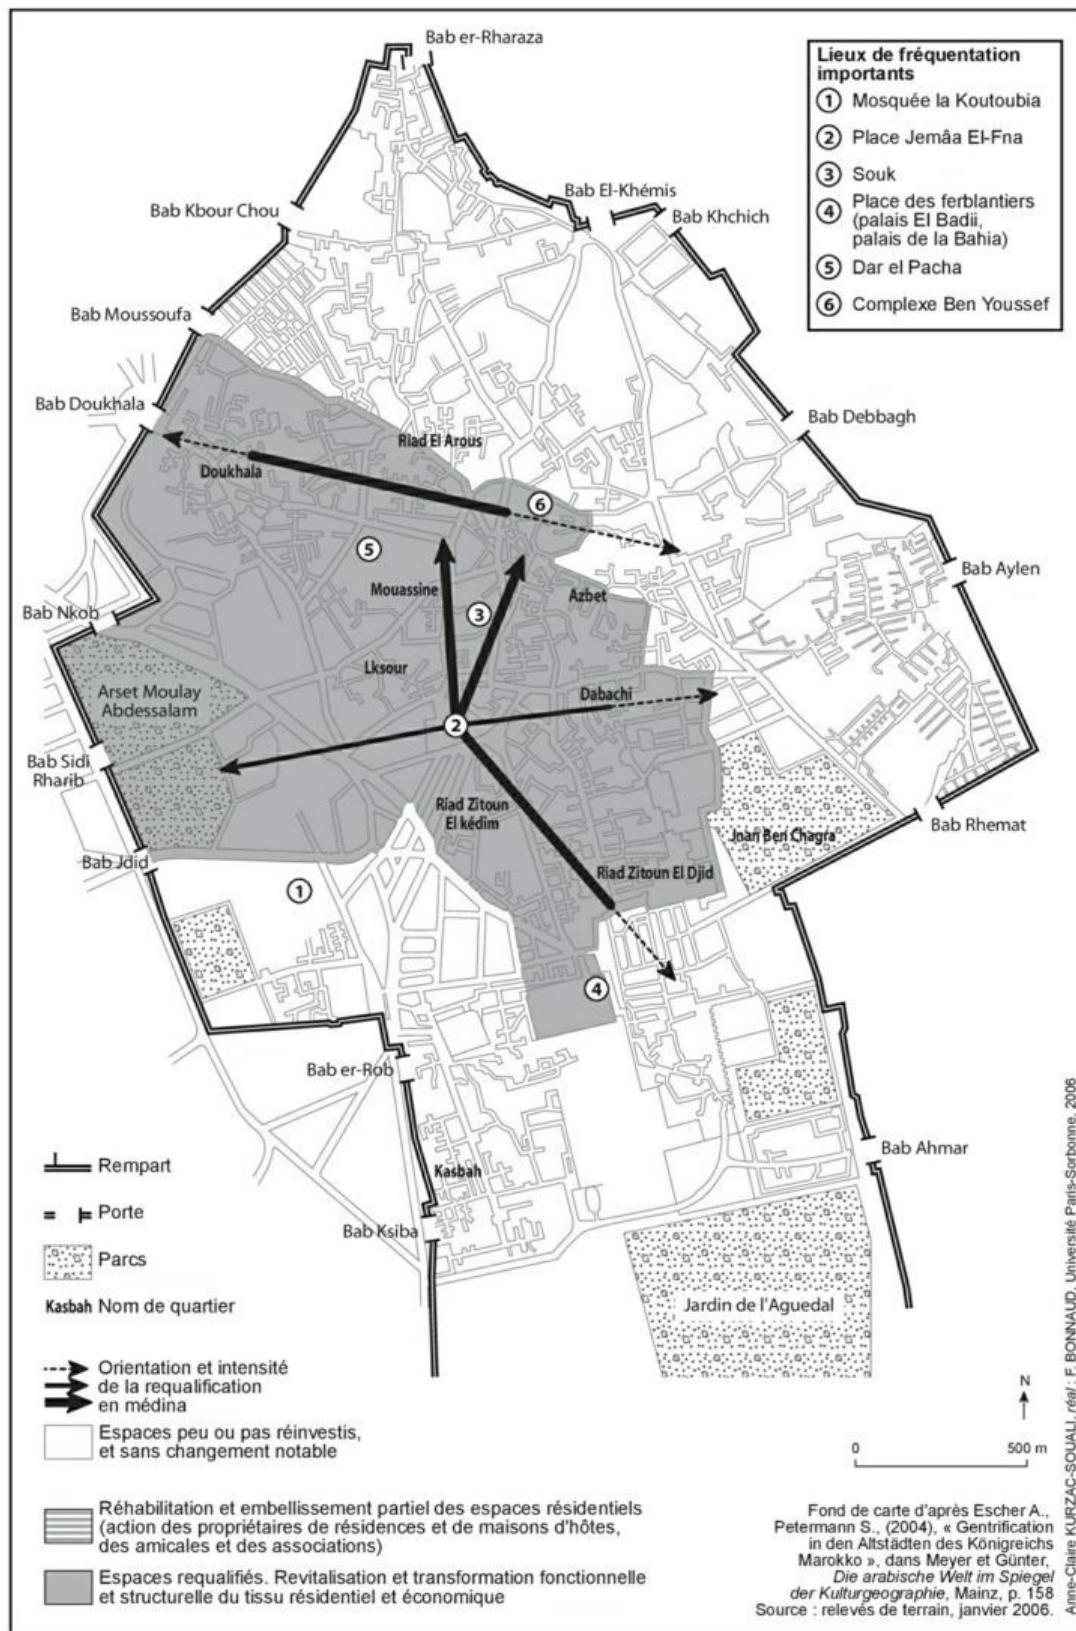 Lieux de fréquentation
importants
1 Mosquée la Koutoubia
2 Place Jemâa El-Fna
3 Souk
4 Place des ferblantiers
(palais El Badii,
palais de la Bahia)
5 Dar el Pacha
6 Complexe Ben Youssef
Bab er-Rharaza
Bab El-Khémis
Bab Kbour Chou
Bab Khchich
Bab Moussoufa
Bab Doukhala
Bab Debbagh
Riad El Arous
Doukhala
6
5
Bab Aylen
Mouassine
Azbet
3
Bab Nkob
Lksour
Arset Moulay
Abdessalam
Dabachi
2
Bab Sidi
Rharib
Riad Zitoun
El kédim
Bab Rhemat
Jnan Ben Chagra
Bab Jdid
Riad Zitoun El Djid
1
4
Bab er-Rob
Bab Ahmar
Kasbah
Bab Ksiba
Jardin de l'Aguedal
Rempart
Porte
Parcs
Kasbah Nom de quartier
Orientation et intensité
de la requalification
en médina
Espaces peu ou pas réinvestis,
et sans changement notable
Réhabilitation et embellissement partiel des espaces résidentiels
(action des propriétaires de résidences et de maisons d'hôtes,
des amicales et des associations)
Espaces requalifiés. Revitalisation et transformation fonctionnelle
et structurelle du tissu résidentiel et économique
N
0 500 m
Fond de carte d'après Escher A.,
Petermann S., (2004), « Gentrification
in den Altstädten des Königreichs
Marokko », dans Meyer et Günter,
Die arabische Welt im Spiegel
der Kulturgeographie, Mainz, p. 158
Source : relevés de terrain, janvier 2006.
Anne-Claire KURZAC-SOUALI, réal : F. BONNAUD, Université Paris-Sorbonne, 2006